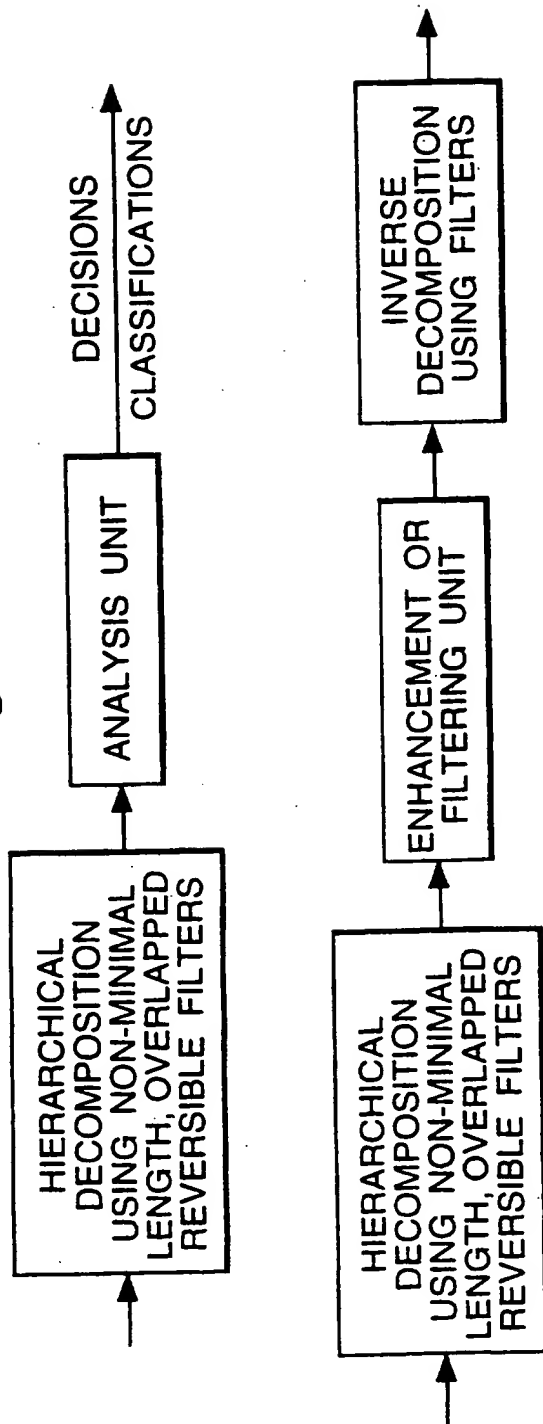 HIERARCHICAL
DECOMPOSITION
USING NON-MINIMAL
LENGTH, OVERLAPPED
REVERSIBLE FILTERS
ANALYSIS UNIT
DECISIONS
CLASSIFICATIONS
HIERARCHICAL
DECOMPOSITION
USING NON-MINIMAL
LENGTH, OVERLAPPED
REVERSIBLE FILTERS
ENHANCEMENT OR
FILTERING UNIT
INVERSE
DECOMPOSITION
USING FILTERS